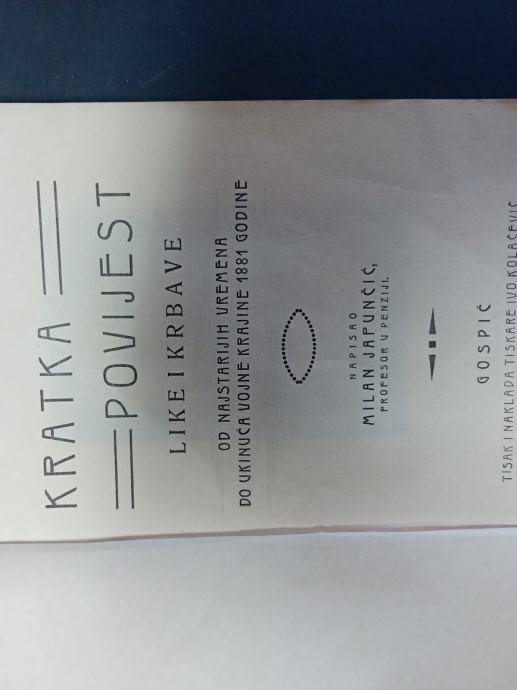 KRATKA
POVIJEST
LIKE I KRBAVE
OD NAJSTARIJIH VREMENA
DO UKINUĆA VOJNE KRAJINE 1881 GODINE
NAPISAO
MILAN JAPUNČIĆ,
PROFESOR U PENZIJI.
GOSPIĆ
TISAK I NAKLADA TISKARE IVO KOLAČEVIĆ